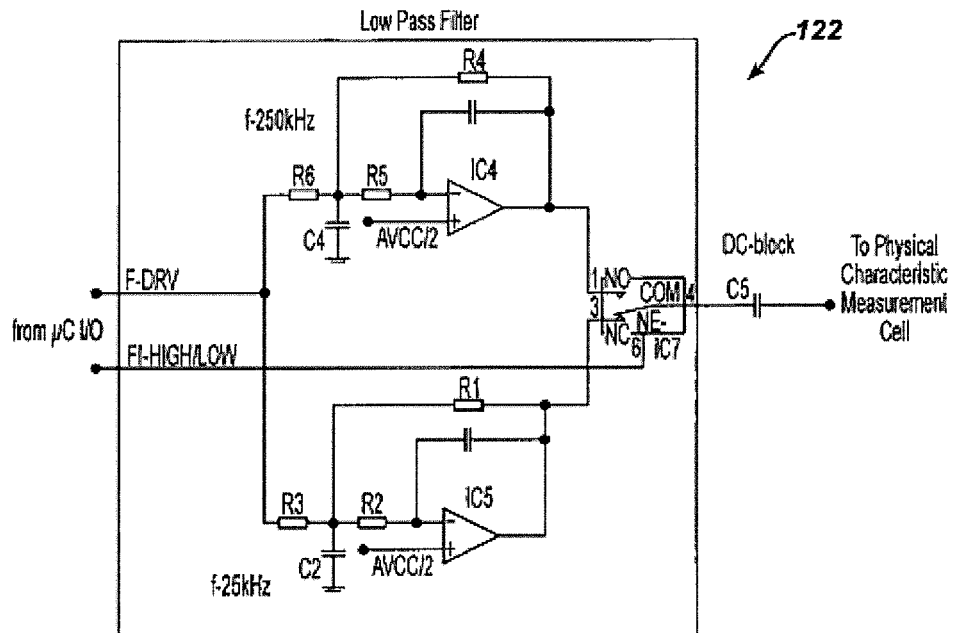 Low Pass Filter
122
R4
f-250kHz
R6
R5
IC4
C4
AVCC/2
DC-block
To Physical
Characteristic
Measurement
Cell
F-DRV
1
NO
COM
4
C5
3
NC
NE-
6
IC7
from µC I/O
FI-HIGH/LOW
R1
R3
R2
IC5
C2
AVCC/2
f-25kHz